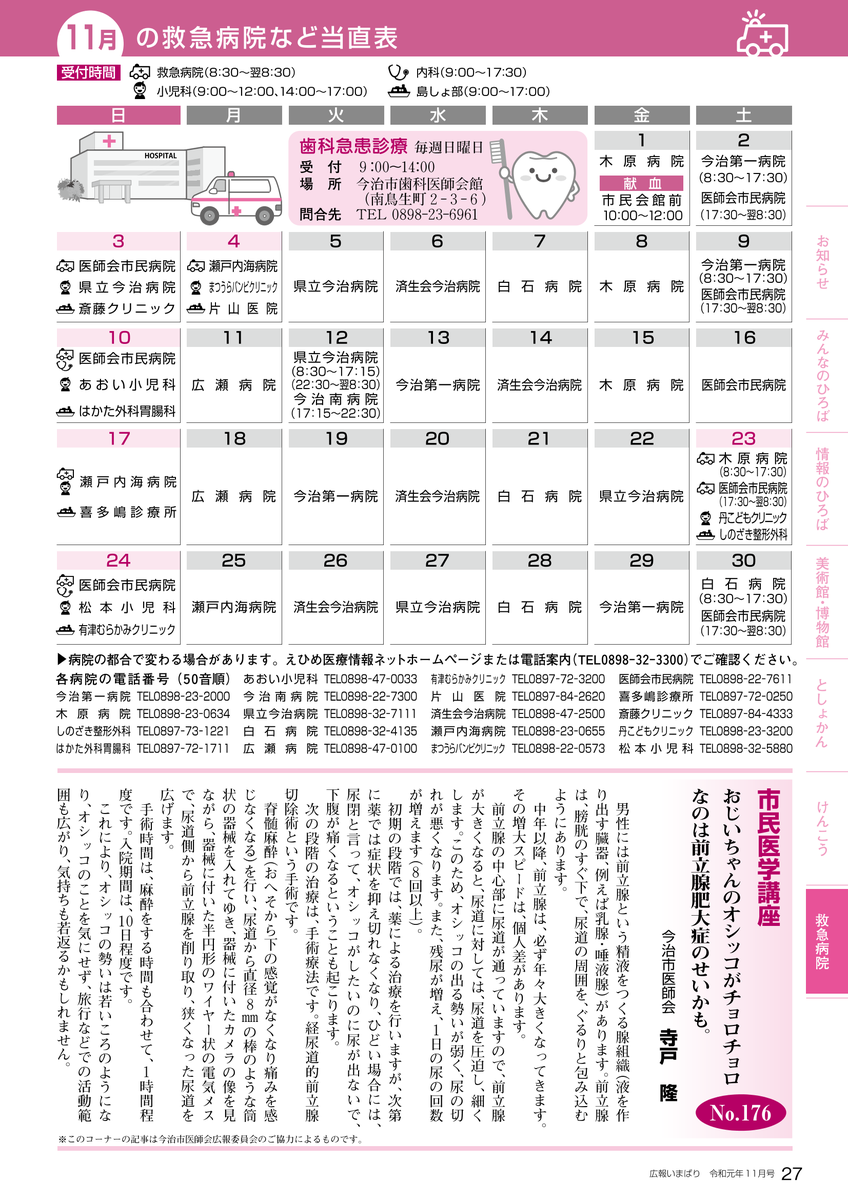 11月の救急病院など当直表
受付時間 救急病院(8:30〜翌8:30) 内科(9:00〜17:30)
小児科(9:00〜12:00、14:00〜17:00) 島しょ部(9:00〜17:00)
日 月 火 水 木 金 土
HOSPITAL
歯科急患診療 毎週日曜日
受付 9:00〜14:00
場所 今治市歯科医師会館
(南鳥生町2-3-6)
問合先 TEL 0898-23-6961
1
木原病院
献血
市民会館前
10:00〜12:00
2
今治第一病院
(8:30〜17:30)
医師会市民病院
(17:30〜翌8:30)
3
医師会市民病院
県立今治病院
斎藤クリニック
4
瀬戸内海病院
まつうらバンビクリニック
片山医院
5
県立今治病院
6
済生会今治病院
7
白石病院
8
木原病院
9
今治第一病院
(8:30〜17:30)
医師会市民病院
(17:30〜翌8:30)
10
医師会市民病院
あおい小児科
はかた外科胃腸科
11
広瀬病院
12
県立今治病院
(8:30〜17:15)
(22:30〜翌8:30)
今治南病院
(17:15〜22:30)
13
今治第一病院
14
済生会今治病院
15
木原病院
16
医師会市民病院
17
瀬戸内海病院
喜多嶋診療所
18
広瀬病院
19
今治第一病院
20
済生会今治病院
21
白石病院
22
県立今治病院
23
木原病院
(8:30〜17:30)
医師会市民病院
(17:30〜翌8:30)
丹こどもクリニック
しのざき整形外科
24
医師会市民病院
松本小児科
有津むらかみクリニック
25
瀬戸内海病院
26
済生会今治病院
27
県立今治病院
28
白石病院
29
今治第一病院
30
白石病院
(8:30〜17:30)
医師会市民病院
(17:30〜翌8:30)
▶病院の都合で変わる場合があります。えひめ医療情報ネットホームページまたは電話案内(TEL0898-32-3300)でご確認ください。
各病院の電話番号(50音順) あおい小児科 TEL0898-47-0033 有津むらかみクリニック TEL0897-72-3200 医師会市民病院 TEL0898-22-7611
今治第一病院 TEL0898-23-2000 今治南病院 TEL0898-22-7300 片山医院 TEL0897-84-2620 喜多嶋診療所 TEL0897-72-0250
木原病院 TEL0898-23-0634 県立今治病院 TEL0898-32-7111 済生会今治病院 TEL0898-47-2500 斎藤クリニック TEL0897-84-4333
しのざき整形外科 TEL0897-73-1221 白石病院 TEL0898-32-4135 瀬戸内海病院 TEL0898-23-0655 丹こどもクリニック TEL0898-23-3200
はかた外科胃腸科 TEL0897-72-1711 広瀬病院 TEL0898-47-0100 まつうらバンビクリニック TEL0898-22-0573 松本小児科 TEL0898-32-5880
市民医学講座
おじいちゃんのオシッコがチョロチョロ
なのは前立腺肥大症のせいかも。
No.176
今治市医師会 寺戸 隆
男性には前立腺という精液をつくる腺組織(液を作
り出す臓器、例えば乳腺・唾液腺)があります。前立腺
は、膀胱のすぐ下で、尿道の周囲を、ぐるりと包み込む
ようにあります。
中年以降、前立腺は、必ず年々大きくなってきます。
その増大スピードは、個人差があります。
前立腺の中心部に尿道が通っていますので、前立腺
が大きくなると、尿道に対しては、尿道を圧迫し、細く
します。このため、オシッコの出る勢いが弱く、尿の切
れが悪くなります。また、残尿が増え、1日の尿の回数
が増えます(8回以上)。
初期の段階では、薬による治療を行いますが、次第
に薬では症状を抑え切れなくなり、ひどい場合には、
尿閉と言って、オシッコがしたいのに尿が出ないで、
下腹が痛くなるということも起こります。
次の段階の治療は、手術療法です。経尿道的前立腺
切除術という手術です。
脊髄麻酔(おへそから下の感覚がなくなり痛みを感
じなくなる)を行い、尿道から直径8㎜の棒のような筒
状の器械を入れてゆき、器械に付いたカメラの像を見
ながら、器械に付いた半円形のワイヤー状の電気メス
で、尿道側から前立腺を削り取り、狭くなった尿道を
広げます。
手術時間は、麻酔をする時間も合わせて、1時間程
度です。入院期間は、10日程度です。
これにより、オシッコの勢いは若いころのようにな
り、オシッコのことを気にせず、旅行などでの活動範
囲も広がり、気持ちも若返るかもしれません。
※このコーナーの記事は今治市医師会広報委員会のご協力によるものです。
お知らせ
みんなのひろば
情報のひろば
美術館・博物館
としょかん
けんこう
救急病院
広報いまばり 令和元年11月号 27